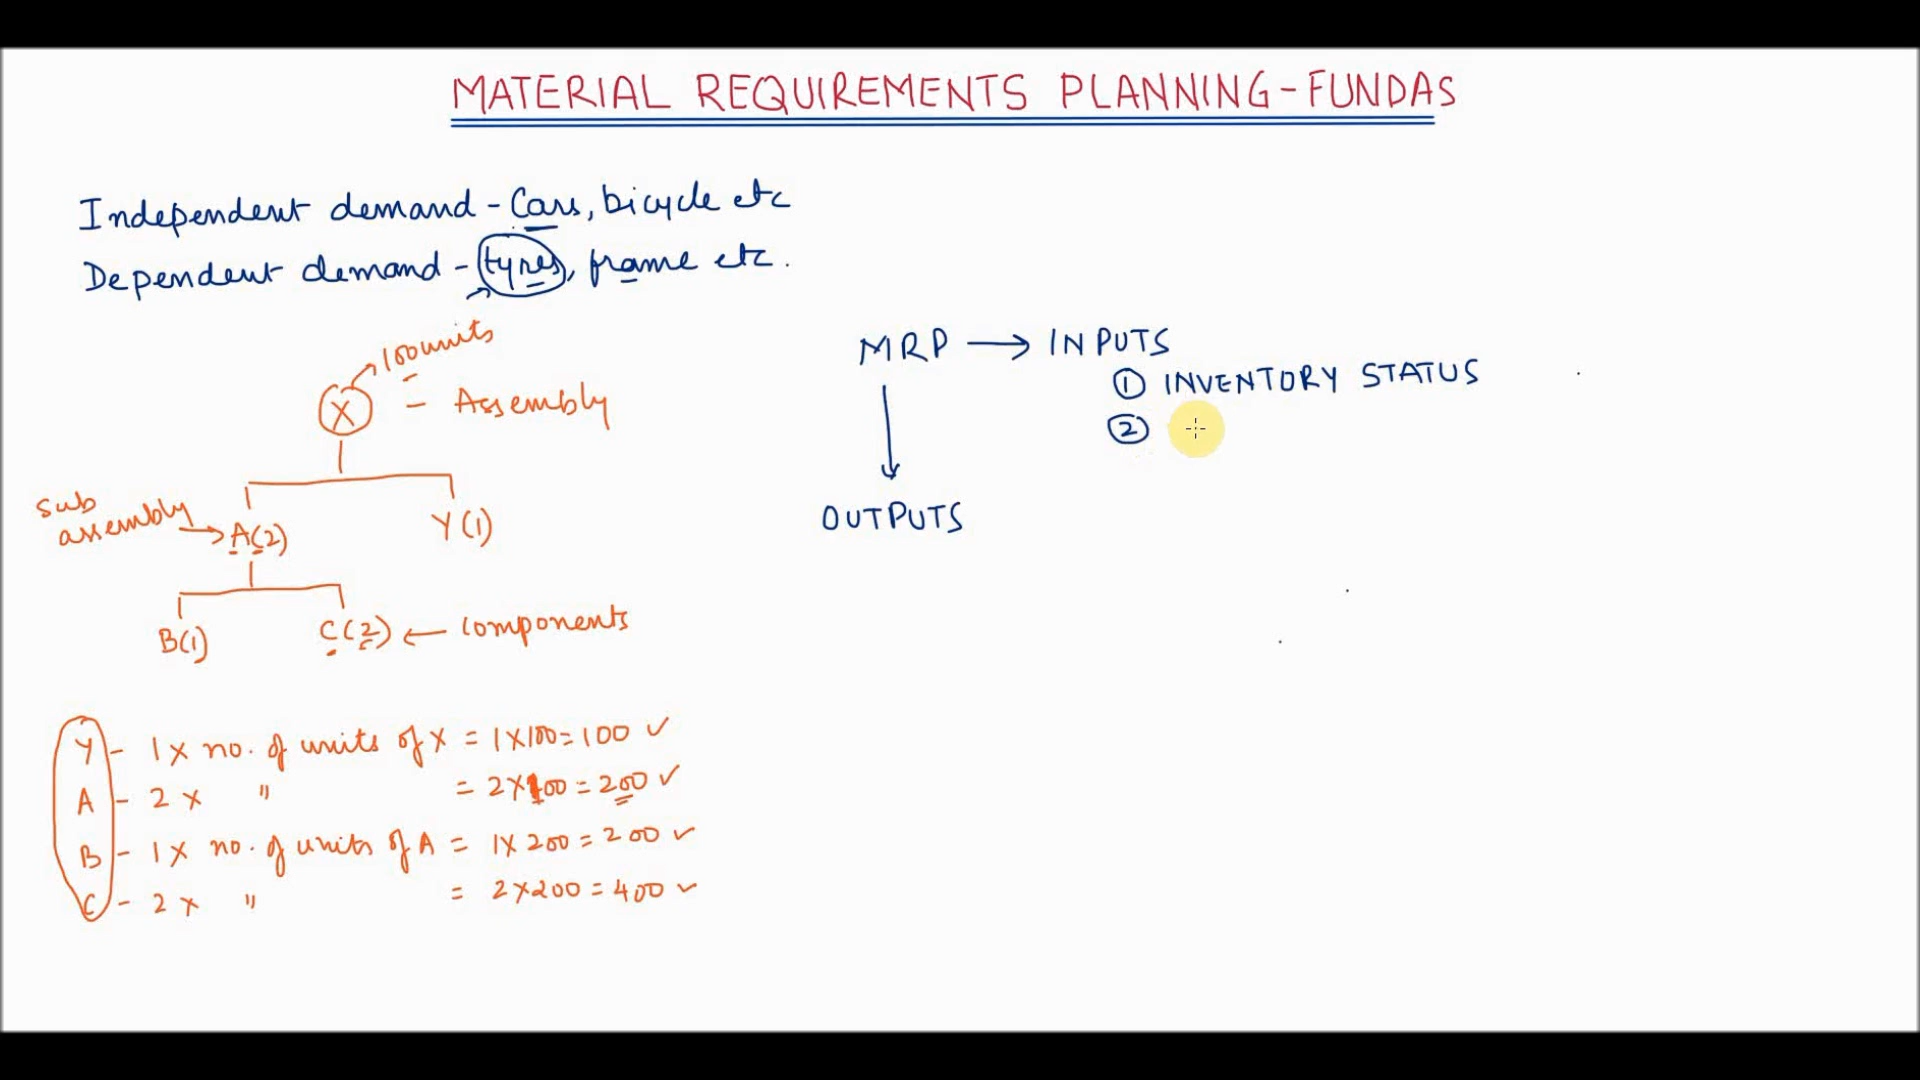 MATERIAL REQUIREMENTS PLANNING-FUNDAS
Independent demand - Cars, bicycle etc
Dependent demand - tyres, frame etc.
100 units
X - Assembly
sub
assembly → A(2)
Y(1)
B(1)
C(2) ← components
Y - 1 x no. of units of X = 1X100=100 ✓
A - 2 x " = 2X100=200 ✓
B - 1 X no. of units of A = 1X200=200 ✓
C - 2 x " = 2X200=400 ✓
MRP → INPUTS
① INVENTORY STATUS
②
OUTPUTS